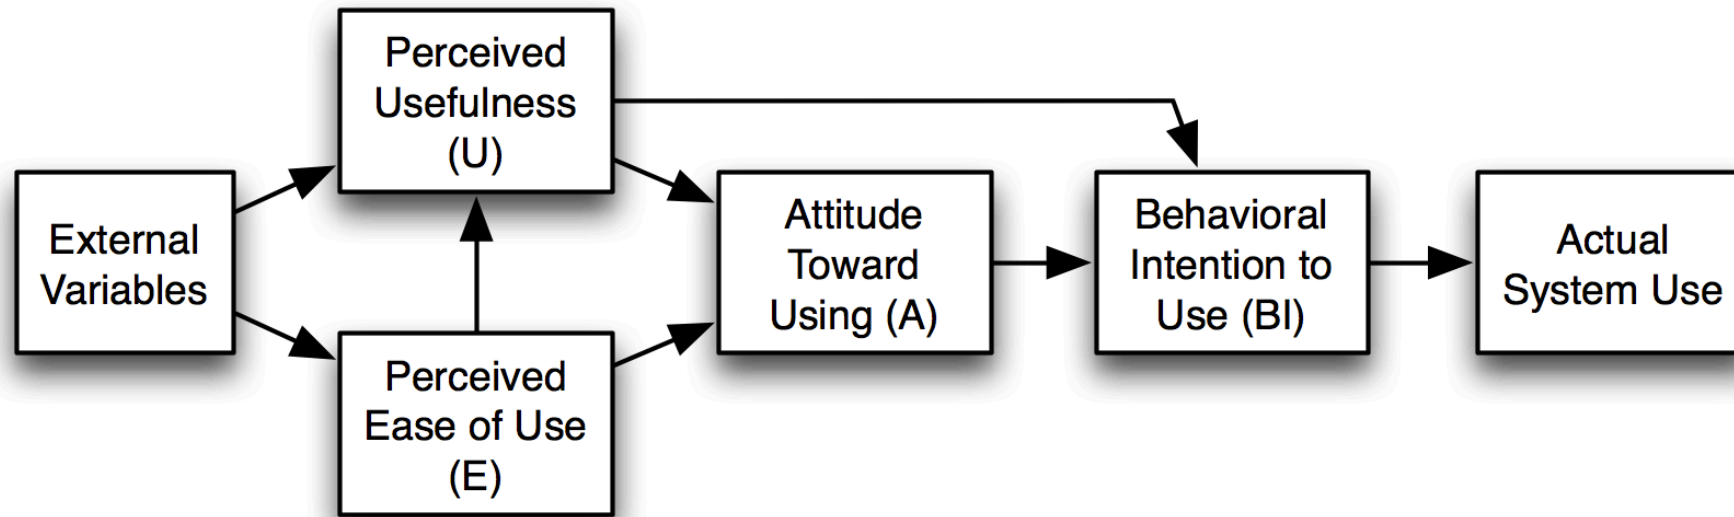 External
Variables
Perceived
Usefulness
(U)
Perceived
Ease of Use
(E)
Attitude
Toward
Using (A)
Behavioral
Intention to
Use (BI)
Actual
System Use